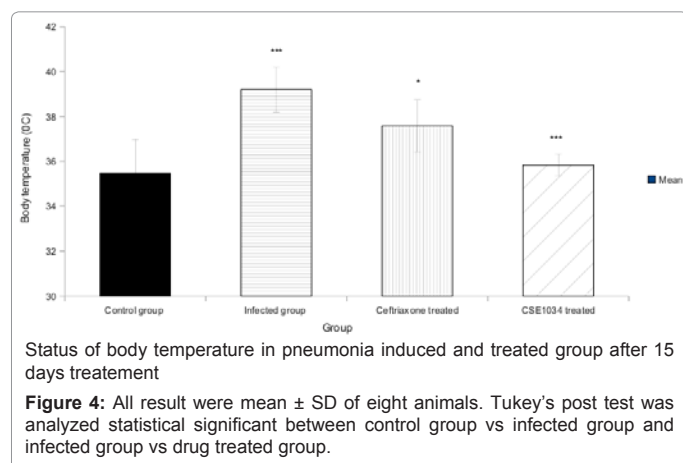 42
40
38
36
34
32
30
Body temperature (0C)
***
*
***
Mean
Control group
Infected group
Ceftriaxone treated
CSE1034 treated
Group
Status of body temperature in pneumonia induced and treated group after 15
days treatement
Figure 4: All result were mean ± SD of eight animals. Tukey's post test was
analyzed statistical significant between control group vs infected group and
infected group vs drug treated group.